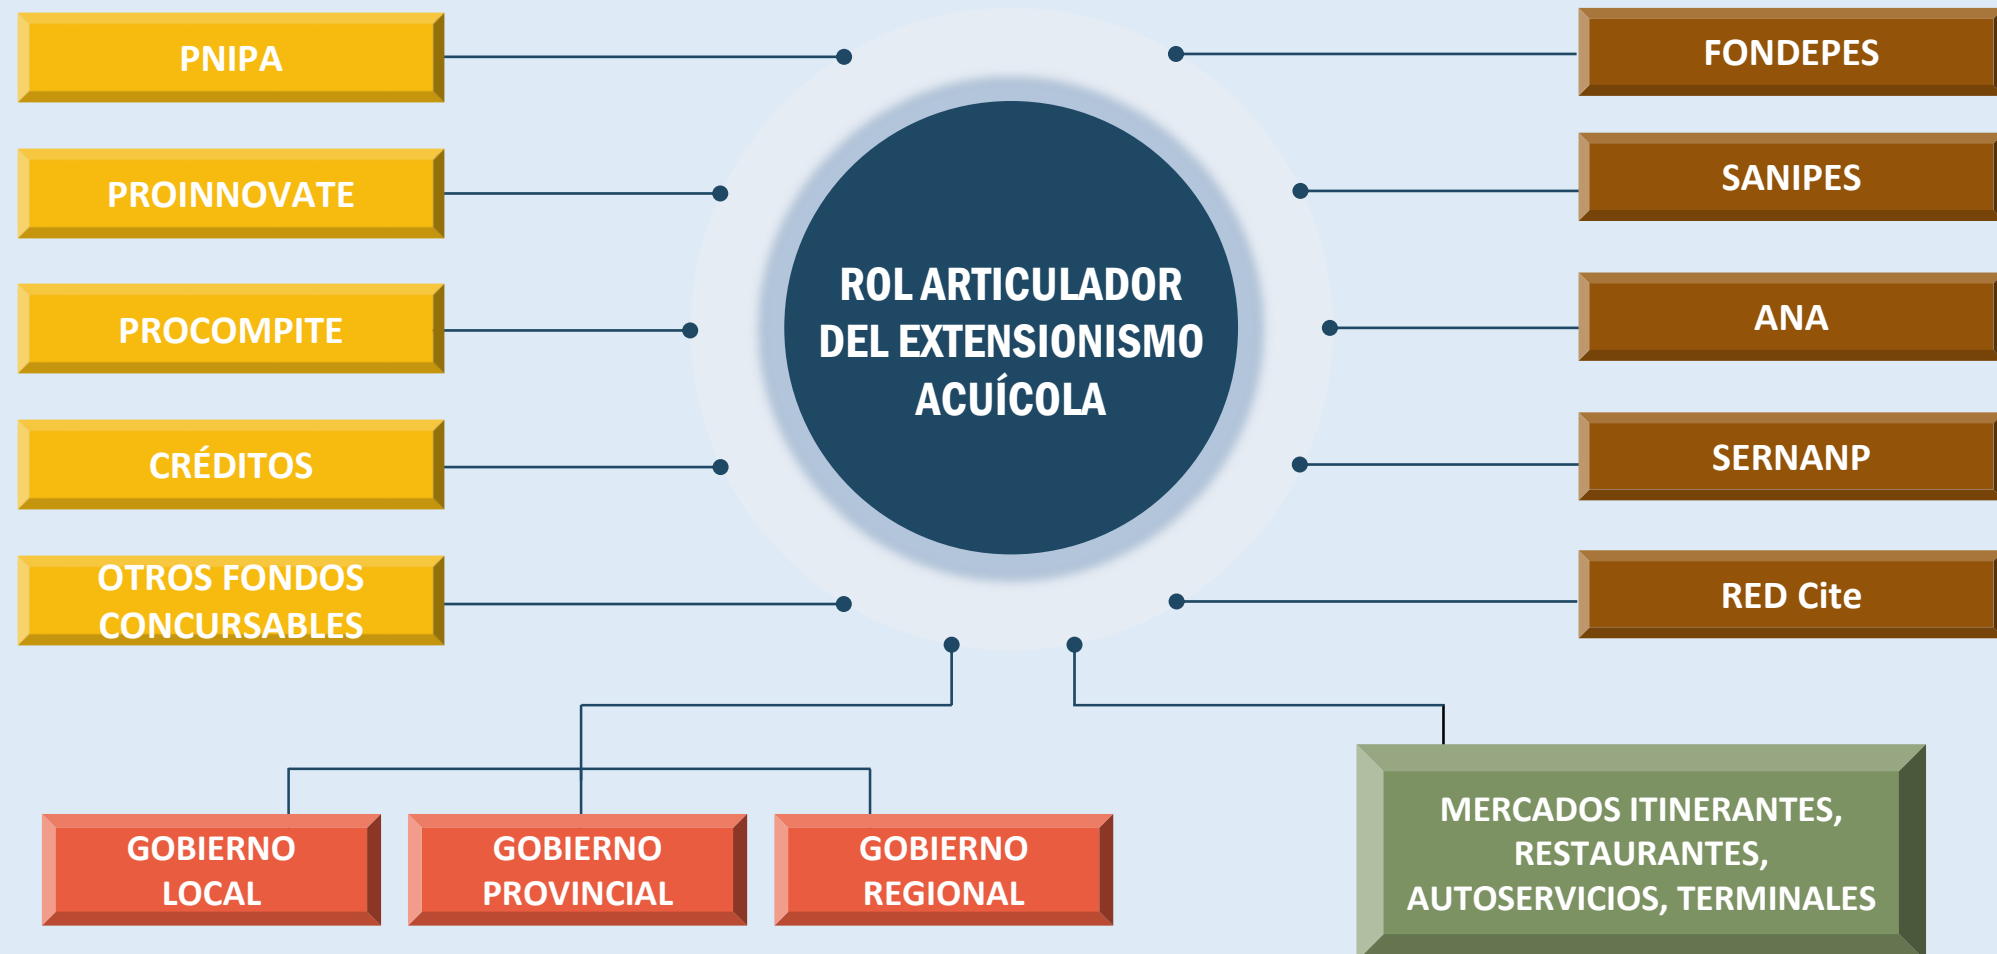 PNIPA
PROINNOVATE
PROCOMPITE
CRÉDITOS
OTROS FONDOS
CONCURSABLES
ROL ARTICULADOR
DEL EXTENSIONISMO
ACUÍCOLA
FONDEPES
SANIPES
ANA
SERNANP
RED Cite
GOBIERNO
LOCAL
GOBIERNO
PROVINCIAL
GOBIERNO
REGIONAL
MERCADOS ITINERANTES,
RESTAURANTES,
AUTOSERVICIOS, TERMINALES